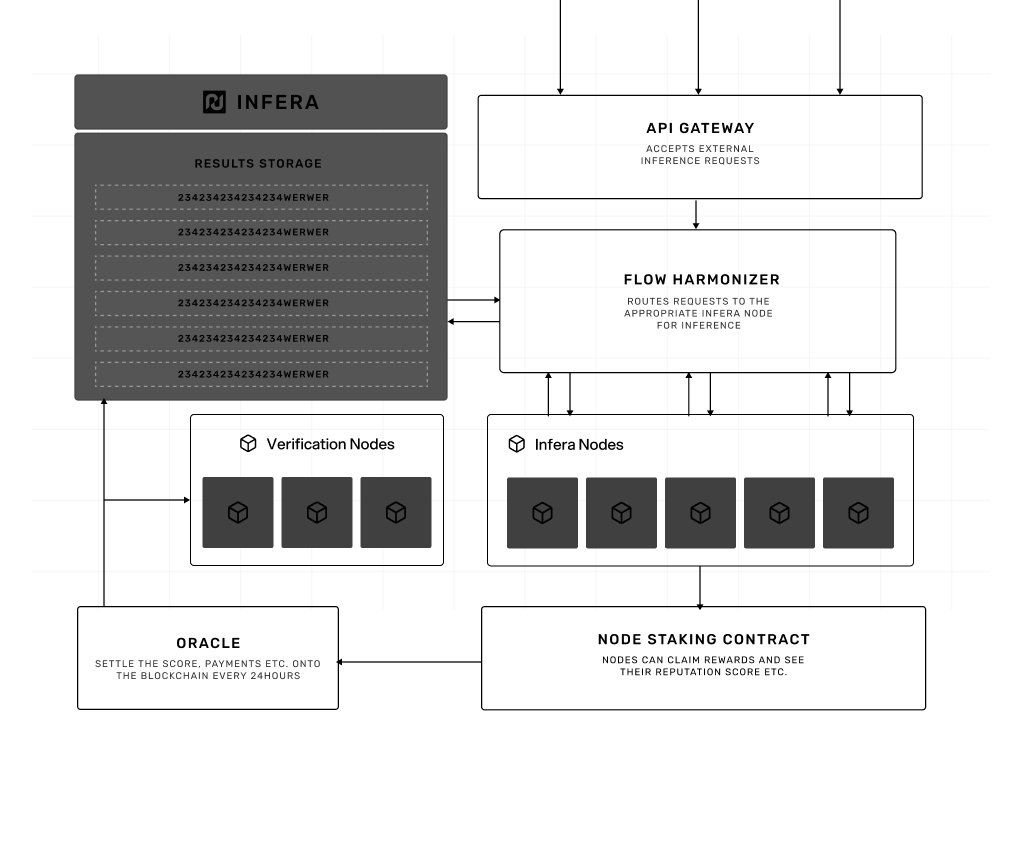 INFERA
RESULTS STORAGE
234234234234234WERWER
234234234234234WERWER
234234234234234WERWER
234234234234234WERWER
234234234234234WERWER
234234234234234WERWER
API GATEWAY
ACCEPTS EXTERNAL
INFERENCE REQUESTS
FLOW HARMONIZER
ROUTES REQUESTS TO THE
APPROPRIATE INFERA NODE
FOR INFERENCE
Verification Nodes
Infera Nodes
ORACLE
SETTLE THE SCORE, PAYMENTS ETC. ONTO
THE BLOCKCHAIN EVERY 24HOURS
NODE STAKING CONTRACT
NODES CAN CLAIM REWARDS AND SEE
THEIR REPUTATION SCORE ETC.